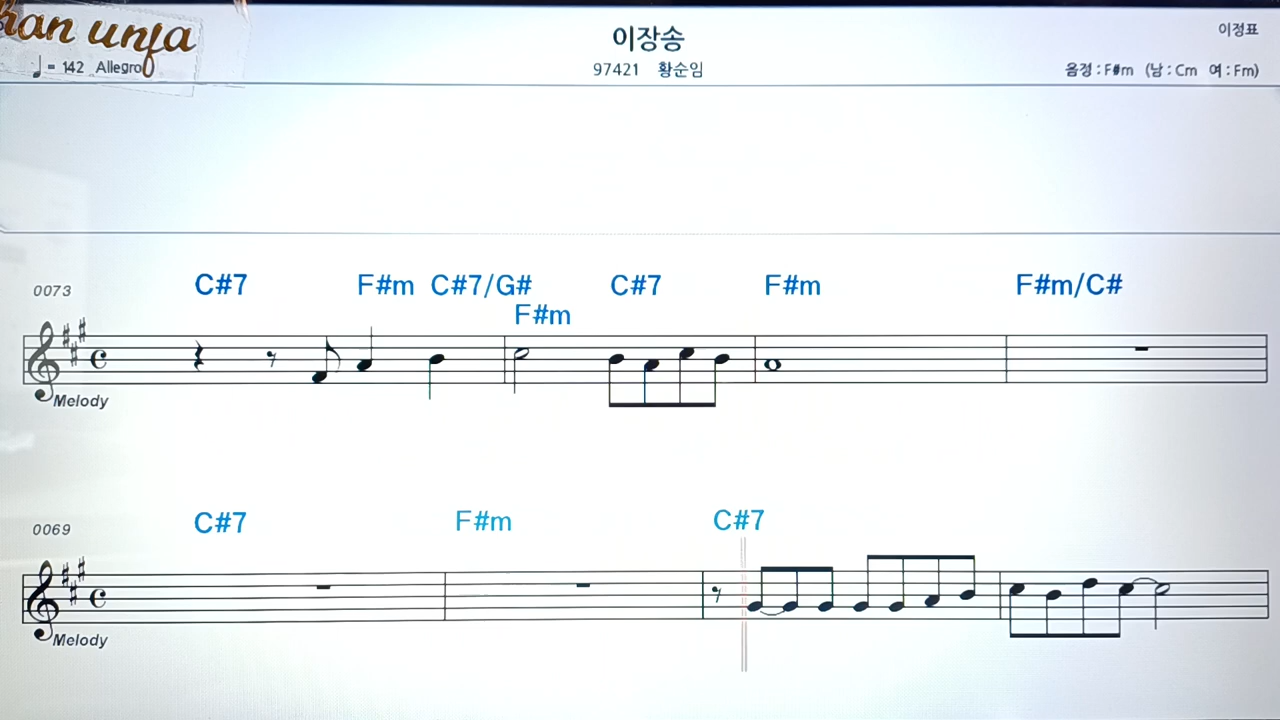 han unfa
이장송
이정표
♩= 142 Allegro
97421 황순임
음정 : F#m (남 : Cm 여 : Fm)
0073
C#7 F#m C#7/G# C#7 F#m F#m/C#
F#m
Melody
0069
C#7 F#m C#7
Melody